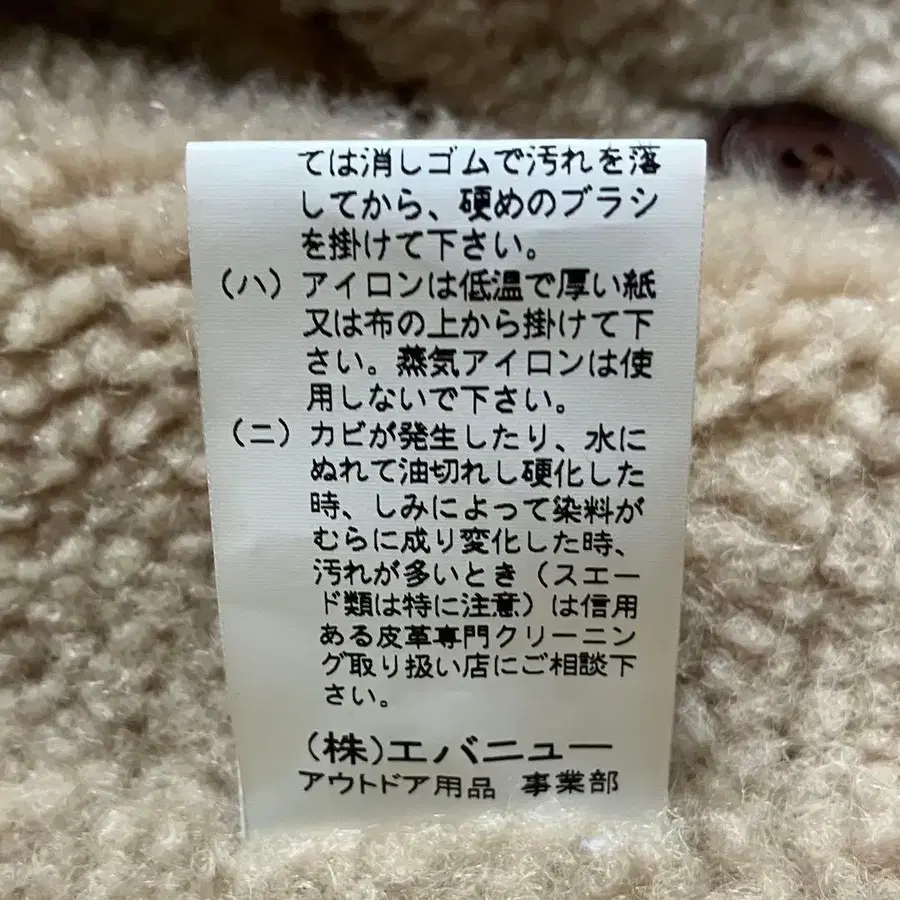 ては消しゴムで汚れを落
してから、硬めのブラシ
を掛けて下さい。
(ハ) アイロンは低温で厚い紙
又は布の上から掛けて下
さい。蒸気アイロンは使
用しないで下さい。
(ニ) カビが発生したり、水に
ぬれて油切れし硬化した
時、しみによって染料が
むらに成り変化した時、
汚れが多いとき(スエー
ド類は特に注意)は信用
ある皮革専門クリーニン
グ取り扱い店にご相談下
さい。
(株)エバニュー
アウトドア用品 事業部